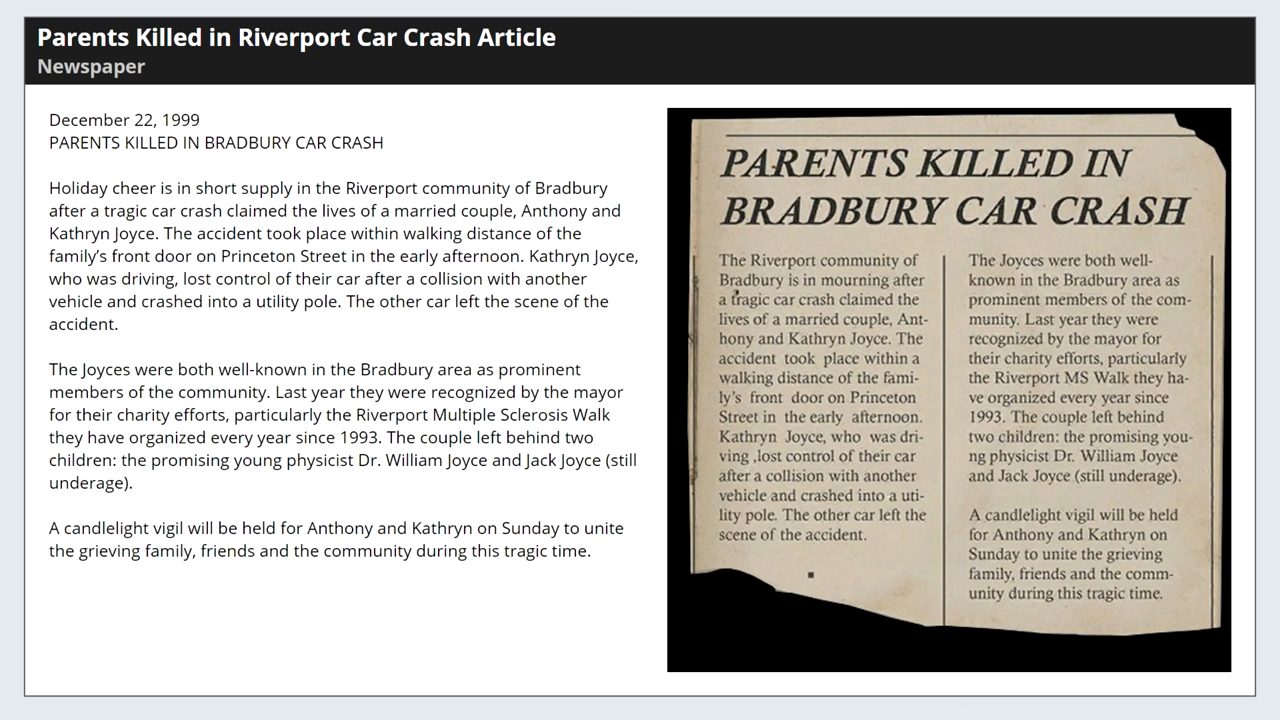 Parents Killed in Riverport Car Crash Article
Newspaper
December 22, 1999
PARENTS KILLED IN BRADBURY CAR CRASH
Holiday cheer is in short supply in the Riverport community of Bradbury
after a tragic car crash claimed the lives of a married couple, Anthony and
Kathryn Joyce. The accident took place within walking distance of the
family’s front door on Princeton Street in the early afternoon. Kathryn Joyce,
who was driving, lost control of their car after a collision with another
vehicle and crashed into a utility pole. The other car left the scene of the
accident.
The Joyces were both well-known in the Bradbury area as prominent
members of the community. Last year they were recognized by the mayor
for their charity efforts, particularly the Riverport Multiple Sclerosis Walk
they have organized every year since 1993. The couple left behind two
children: the promising young physicist Dr. William Joyce and Jack Joyce (still
underage).
A candlelight vigil will be held for Anthony and Kathryn on Sunday to unite
the grieving family, friends and the community during this tragic time.
PARENTS KILLED IN
BRADBURY CAR CRASH
The Riverport community of
Bradbury is in mourning after
a tragic car crash claimed the
lives of a married couple, Ant-
hony and Kathryn Joyce. The
accident took place within a
walking distance of the fami-
ly’s front door on Princeton
Street in the early afternoon.
Kathryn Joyce, who was dri-
ving ,lost control of their car
after a collision with another
vehicle and crashed into a uti-
lity pole. The other car left the
scene of the accident.
The Joyces were both well-
known in the Bradbury area as
prominent members of the com-
munity. Last year they were
recognized by the mayor for
their charity efforts, particularly
the Riverport MS Walk they ha-
ve organized every year since
1993. The couple left behind
two children: the promising you-
ng physicist Dr. William Joyce
and Jack Joyce (still underage).
A candlelight vigil will be held
for Anthony and Kathryn on
Sunday to unite the grieving
family, friends and the comm-
unity during this tragic time.